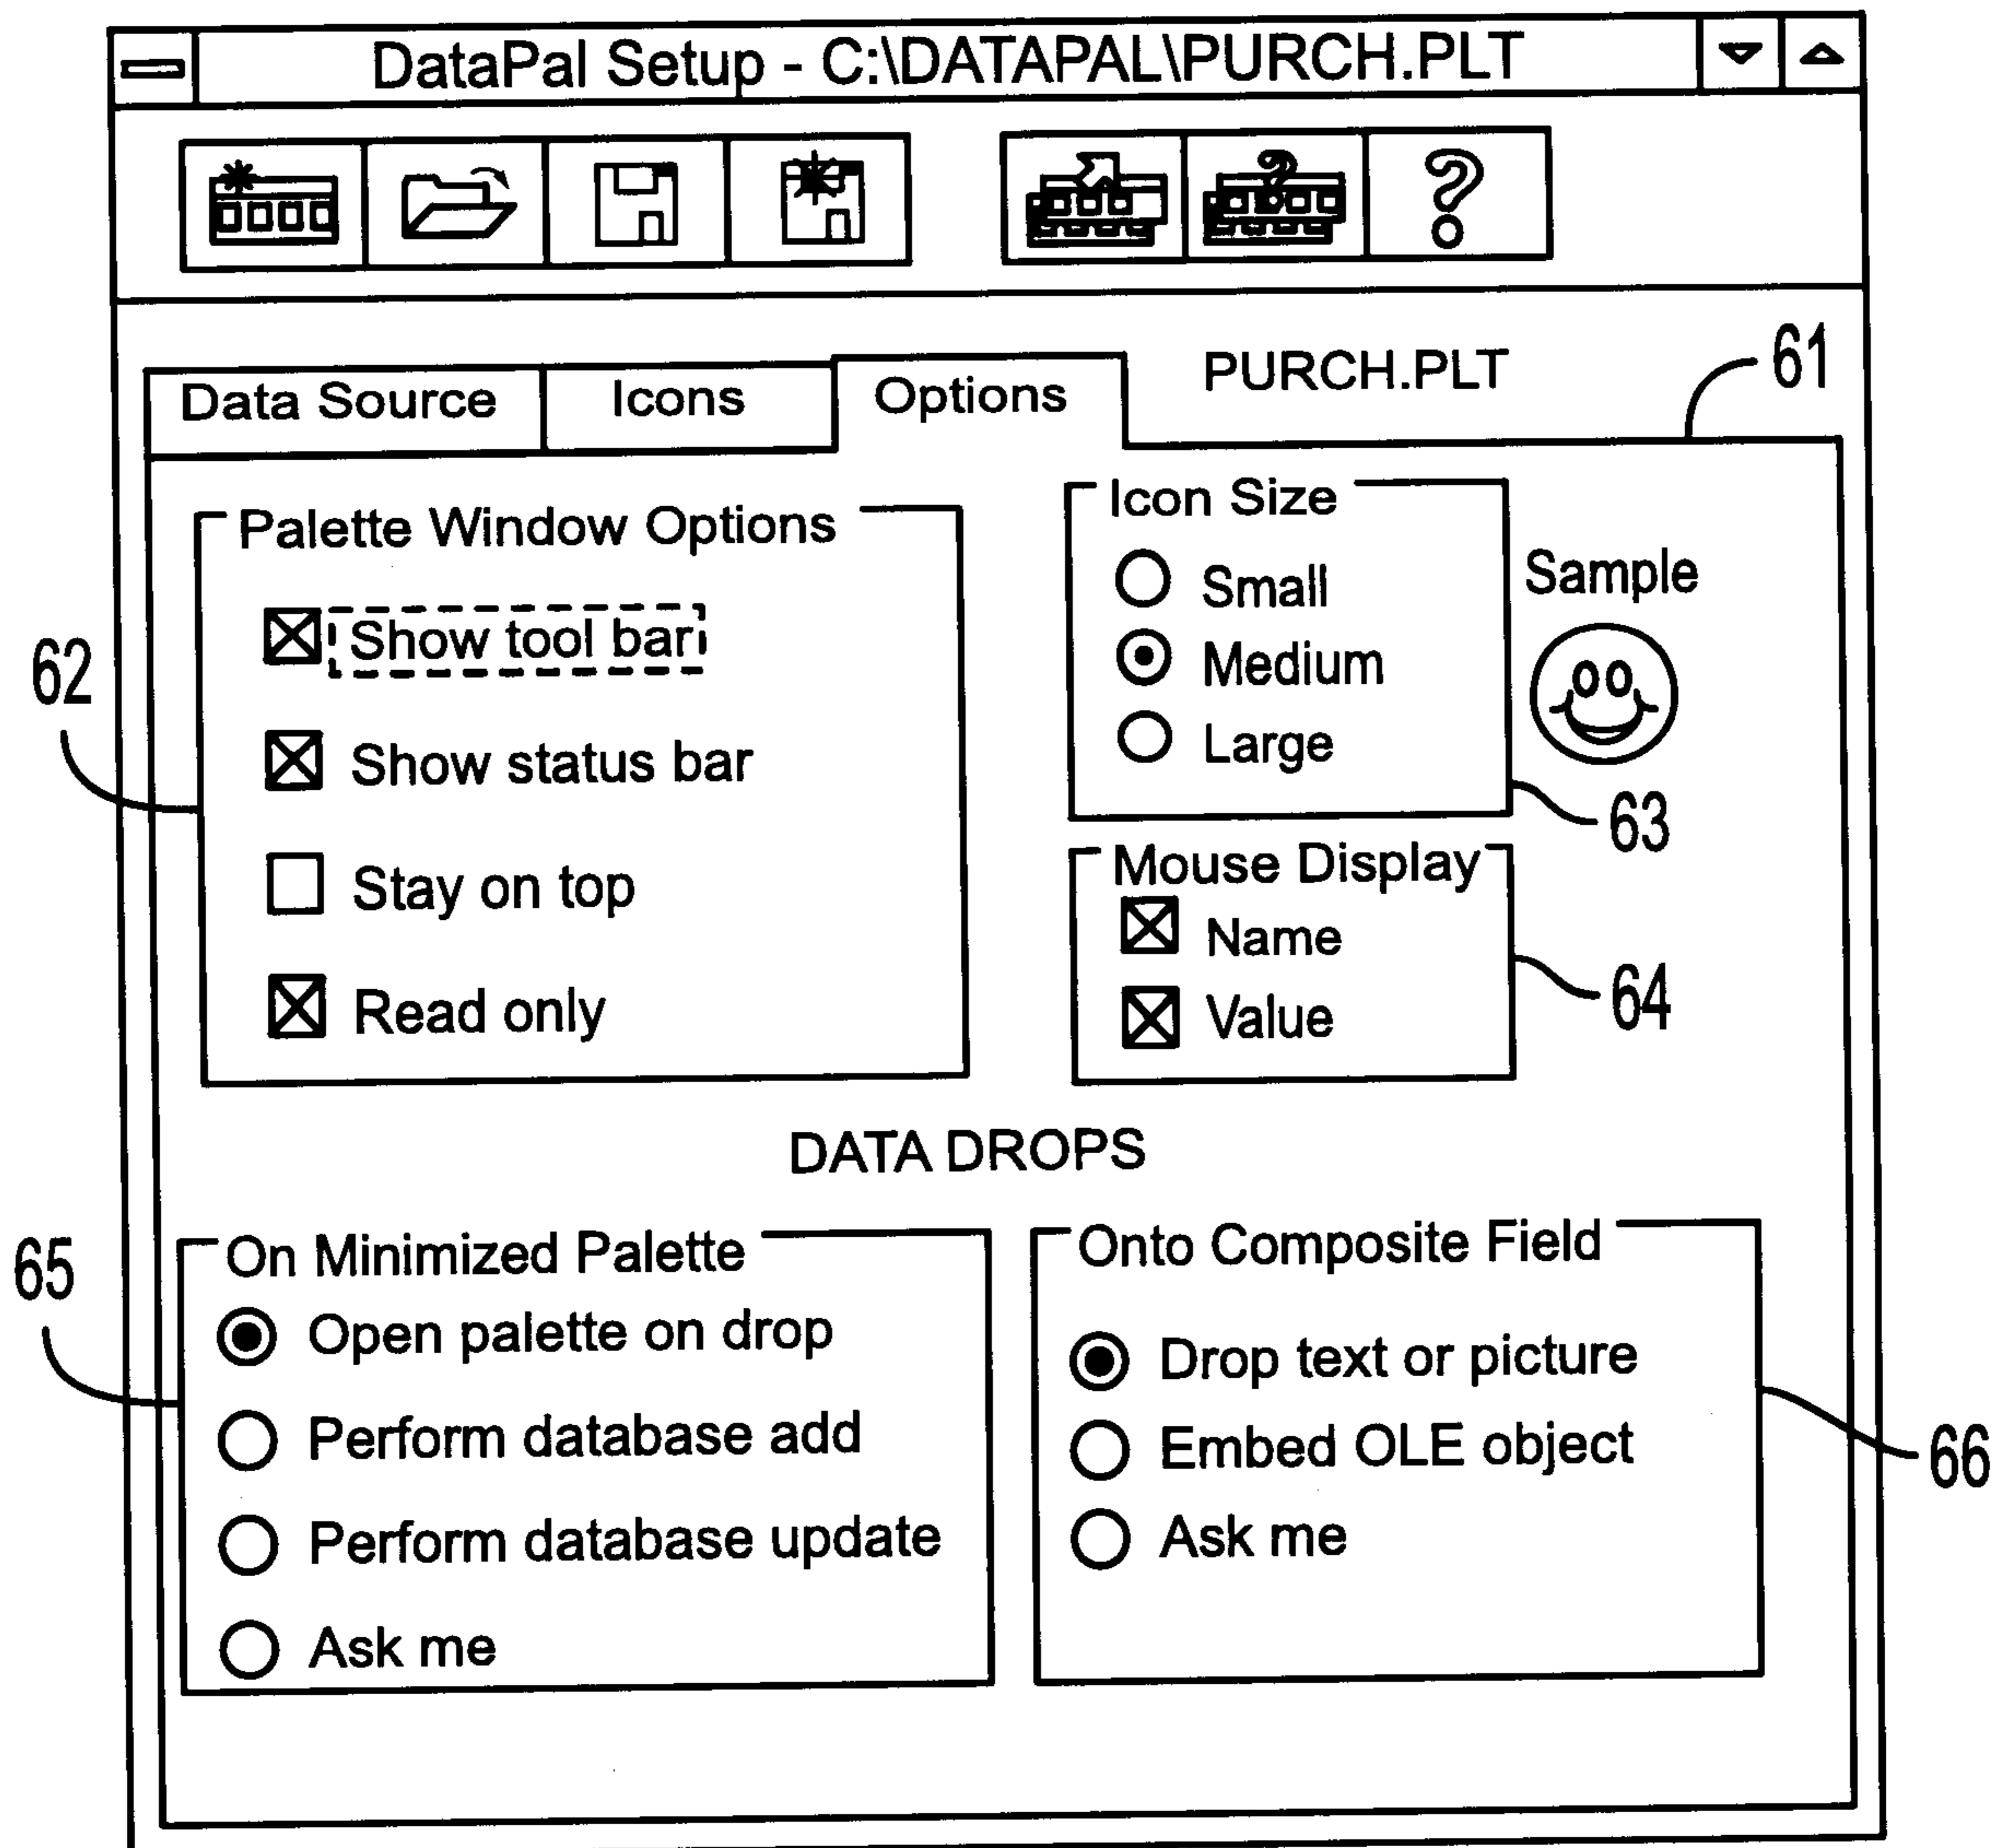 DataPal Setup - C:\DATAPAL\PURCH.PLT
Data Source
Icons
Options
PURCH.PLT
61
Palette Window Options
Show tool bar
Show status bar
Stay on top
Read only
62
Icon Size
Small
Medium
Large
Sample
63
Mouse Display
Name
Value
64
DATA DROPS
On Minimized Palette
Open palette on drop
Perform database add
Perform database update
Ask me
65
Onto Composite Field
Drop text or picture
Embed OLE object
Ask me
66